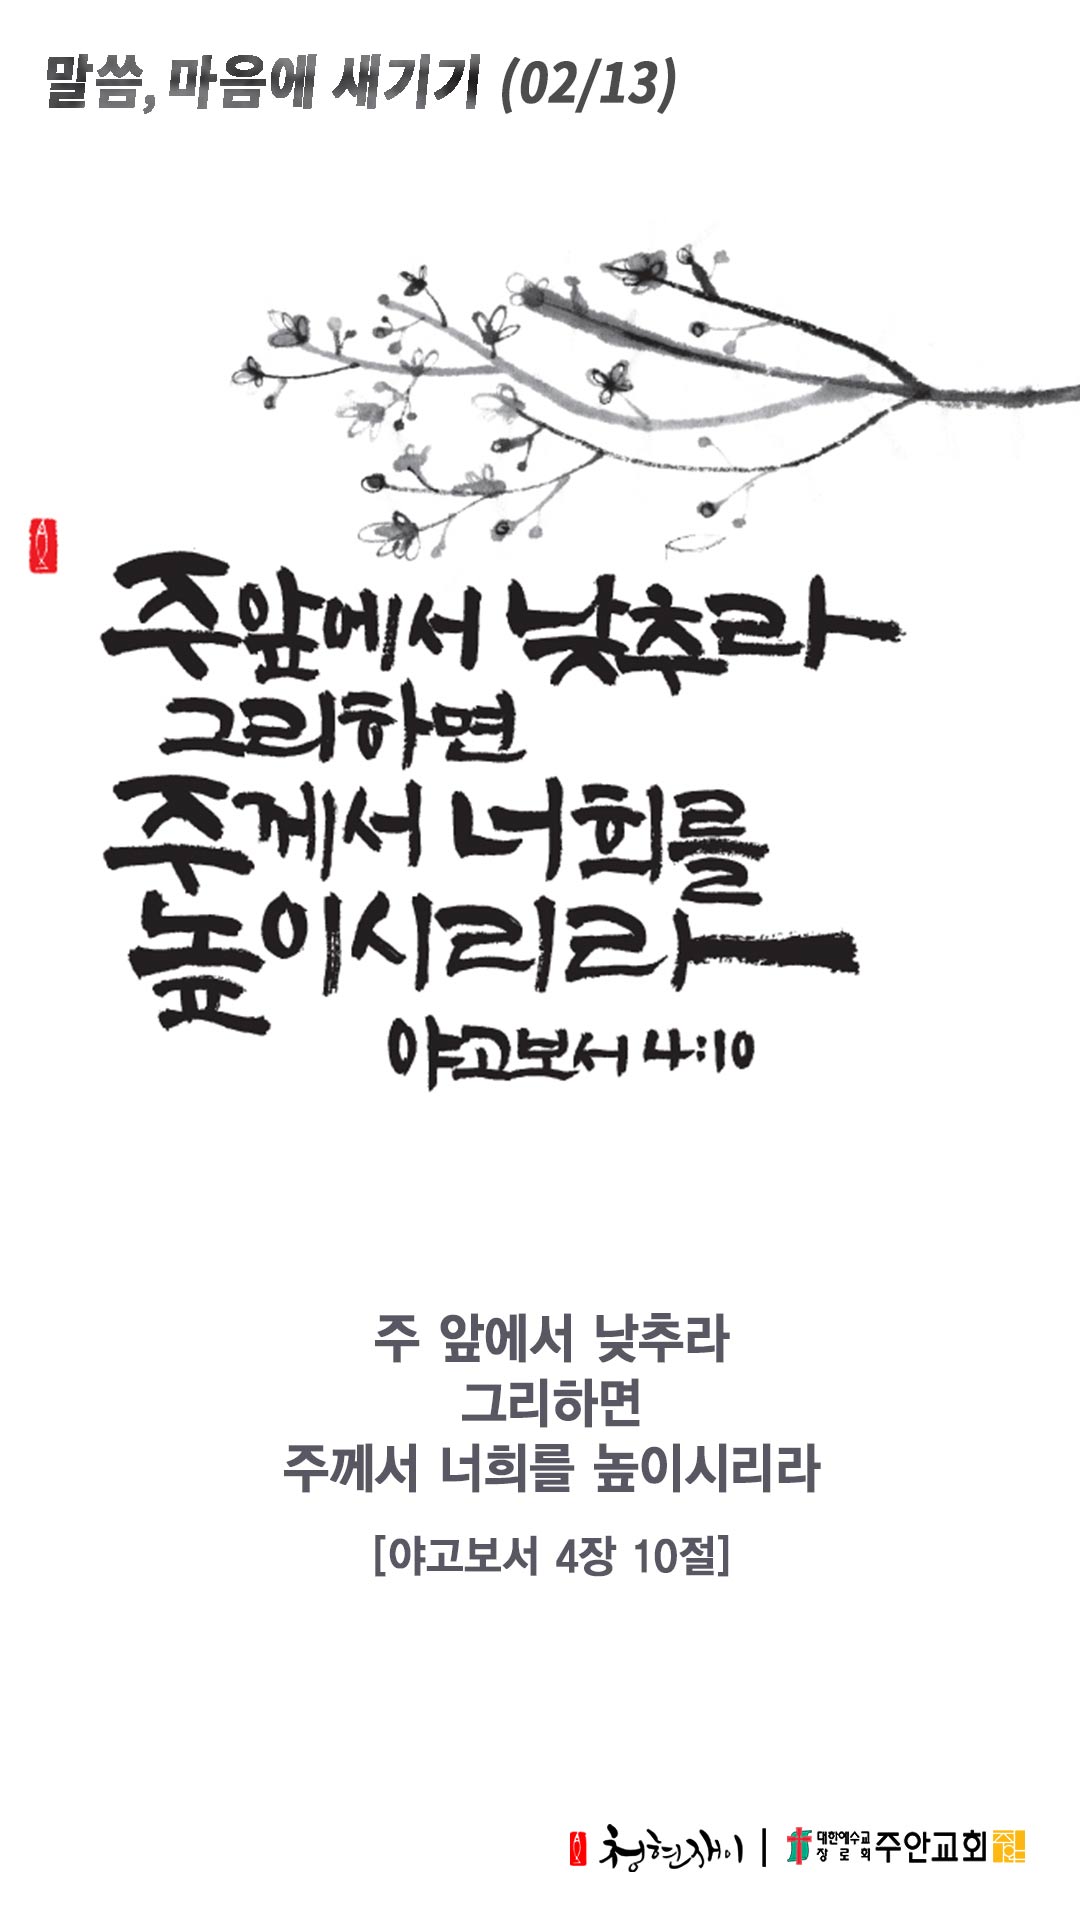 말씀, 마음에 새기기 (02/13)
주앞에서 낮추라
그리하면
주께서 너희를
높이시리라
야고보서 4:10
주 앞에서 낮추라
그리하면
주께서 너희를 높이시리라
[야고보서 4장 10절]
청현재이 | 대한예수교 장로회 주안교회